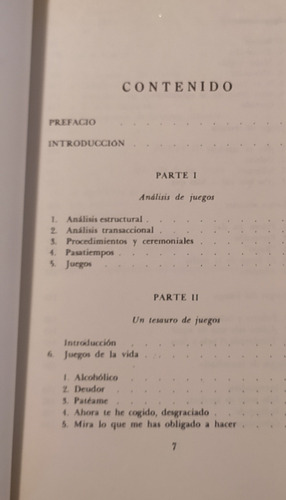 CONTENIDO
PREFACIO
INTRODUCCIÓN
PARTE I
Análisis de juegos
1. Análisis estructural
2. Análisis transaccional
3. Procedimientos y ceremoniales
4. Pasatiempos
5. Juegos
PARTE II
Un tesauro de juegos
Introducción
6. Juegos de la vida
1. Alcohólico
2. Deudor
3. Patéame
4. Ahora te he cogido, desgraciado
5. Mira lo que me has obligado a hacer
7